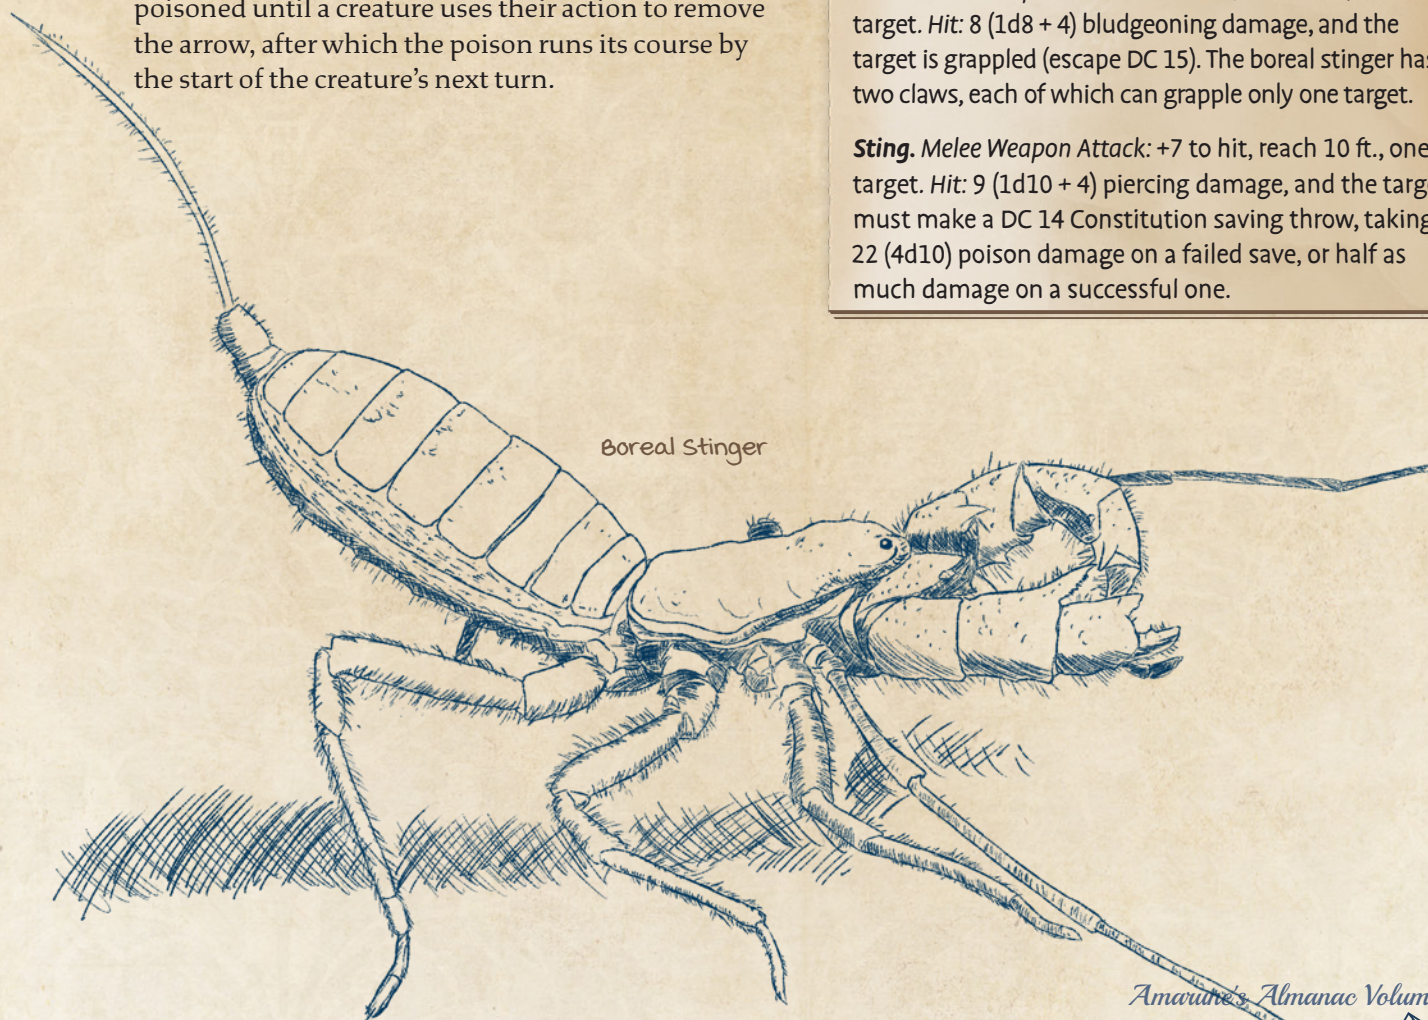 poisoned until a creature uses their action to remove
the arrow, after which the poison runs its course by
the start of the creature's next turn.
target. Hit: 8 (1d8 + 4) bludgeoning damage, and the
target is grappled (escape DC 15). The boreal stinger
two claws, each of which can grapple only one target.
Sting. Melee Weapon Attack: +7 to hit, reach 10 ft., one
target. Hit: 9 (1d10 + 4) piercing damage, and the
must make a DC 14 Constitution saving throw, taking
22 (4d10) poison damage on a failed save, or half as
much damage on a successful one.
Boreal Stinger
Amarune's Almanac